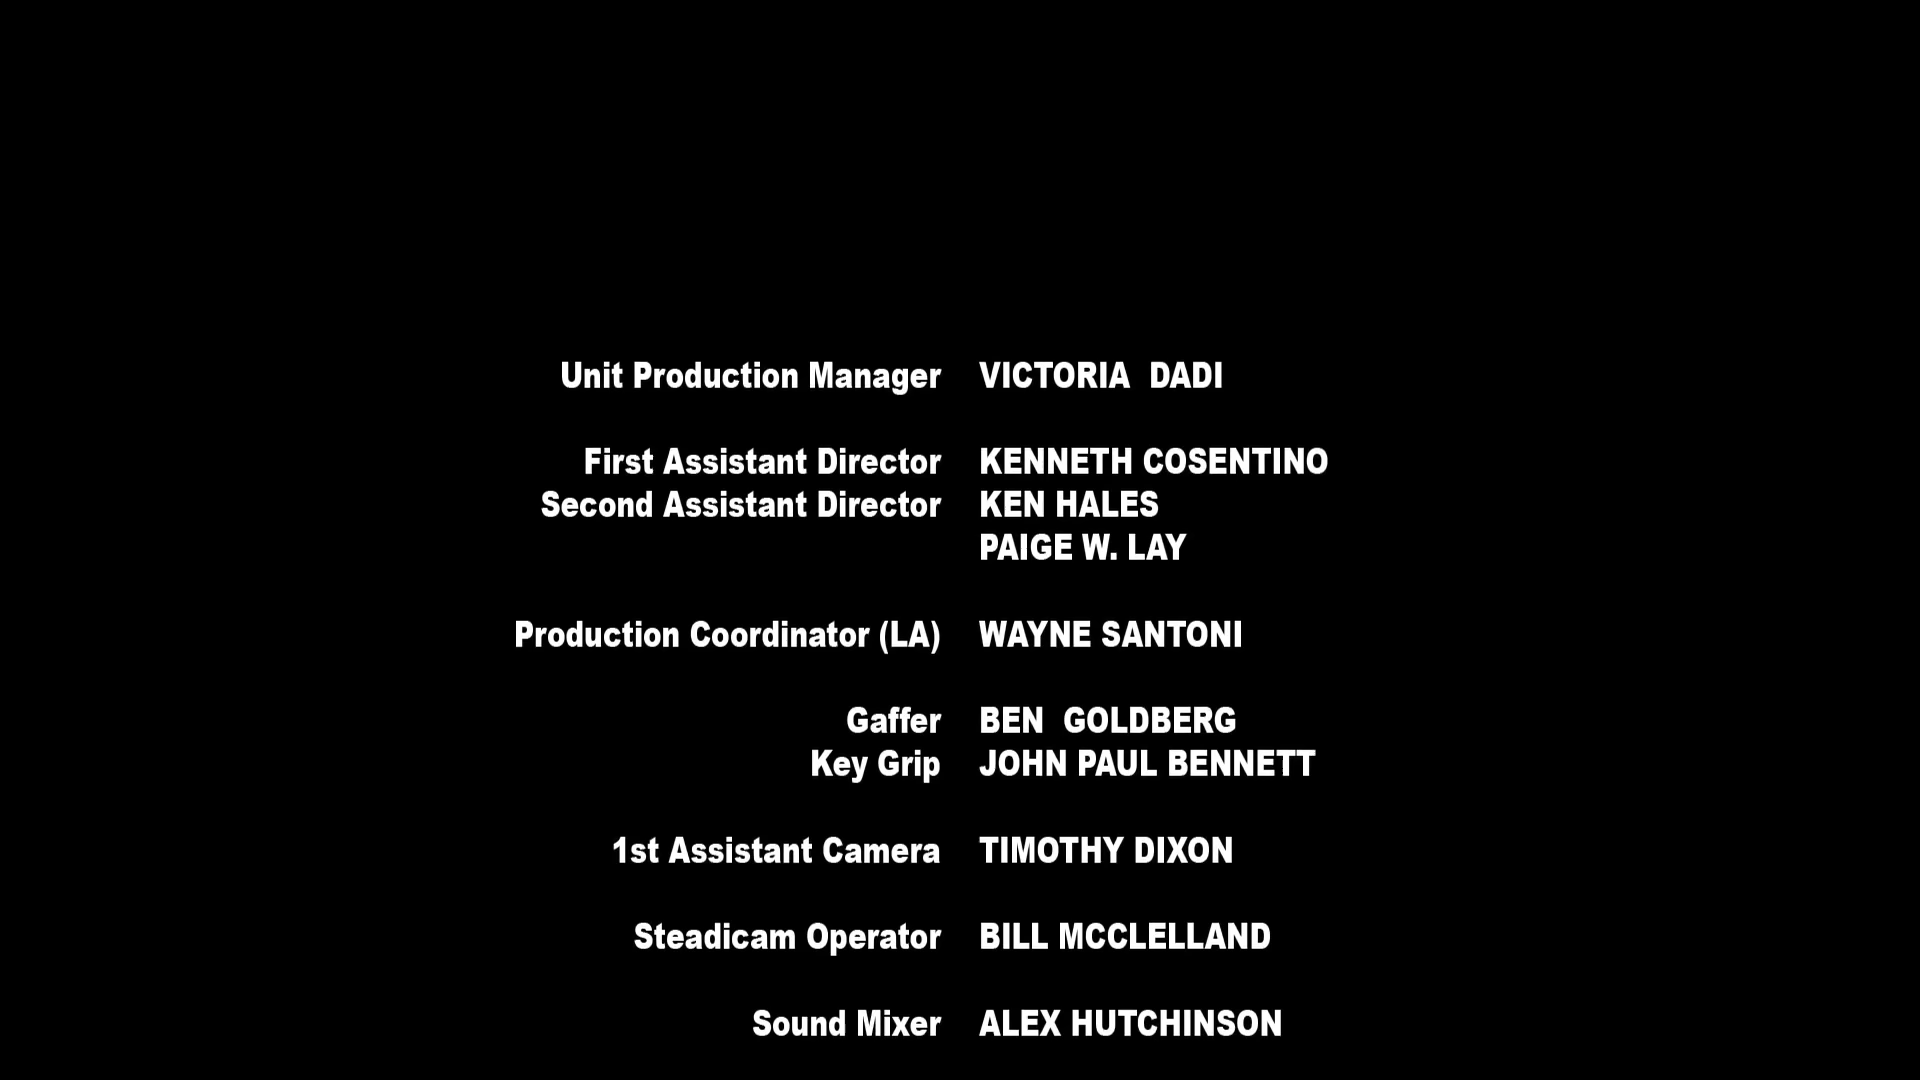 Unit Production Manager VICTORIA DADI
First Assistant Director KENNETH COSENTINO
Second Assistant Director KEN HALES
PAIGE W. LAY
Production Coordinator (LA) WAYNE SANTONI
Gaffer BEN GOLDBERG
Key Grip JOHN PAUL BENNETT
1st Assistant Camera TIMOTHY DIXON
Steadicam Operator BILL MCCLELLAND
Sound Mixer ALEX HUTCHINSON